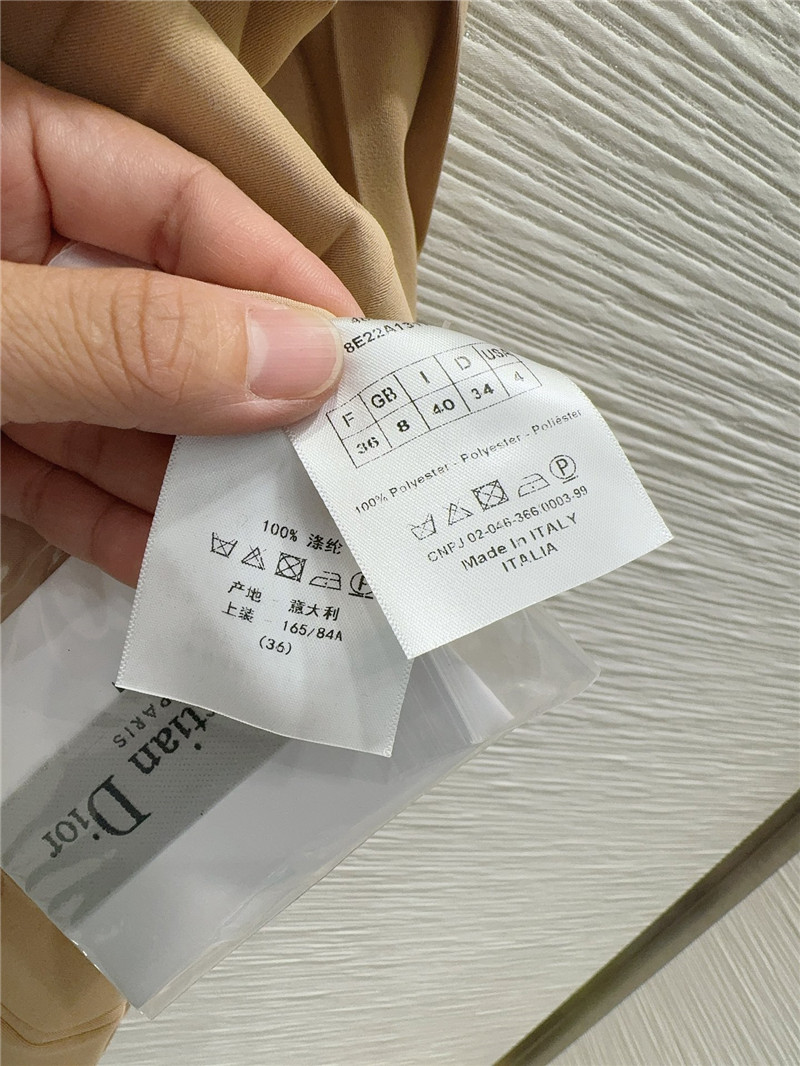 8E22A13
F GB I D USA
36 8 40 34 4
100% Polyester - Polyester - Poliéster
CNPJ 02-046-366/0003-99
Made in ITALY
ITALIA
100% 涤纶
产地 意大利
上装 - 165/84A
(36)
tian Dior
PARIS